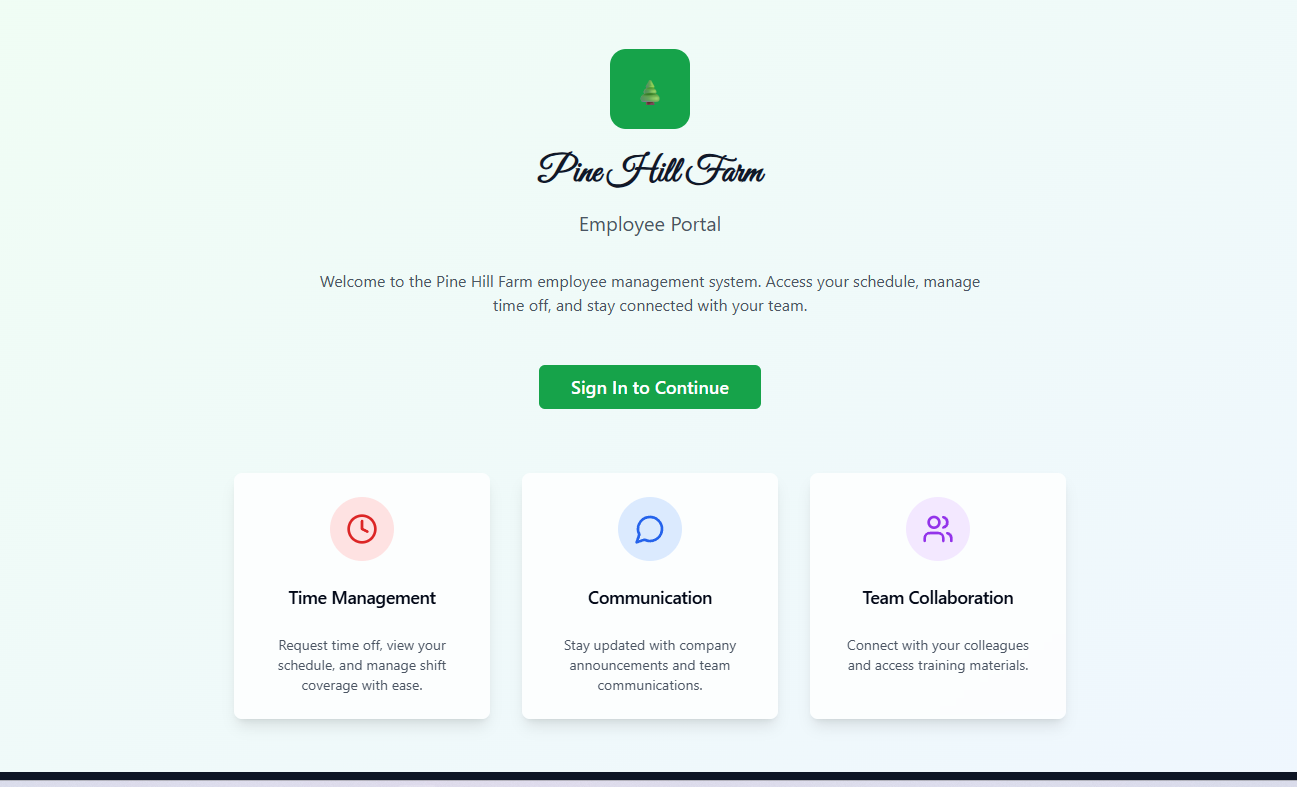 Pine Hill Farm
Employee Portal
Welcome to the Pine Hill Farm employee management system. Access your schedule, manage
time off, and stay connected with your team.
Sign In to Continue
Time Management
Request time off, view your
schedule, and manage shift
coverage with ease.
Communication
Stay updated with company
announcements and team
communications.
Team Collaboration
Connect with your colleagues
and access training materials.